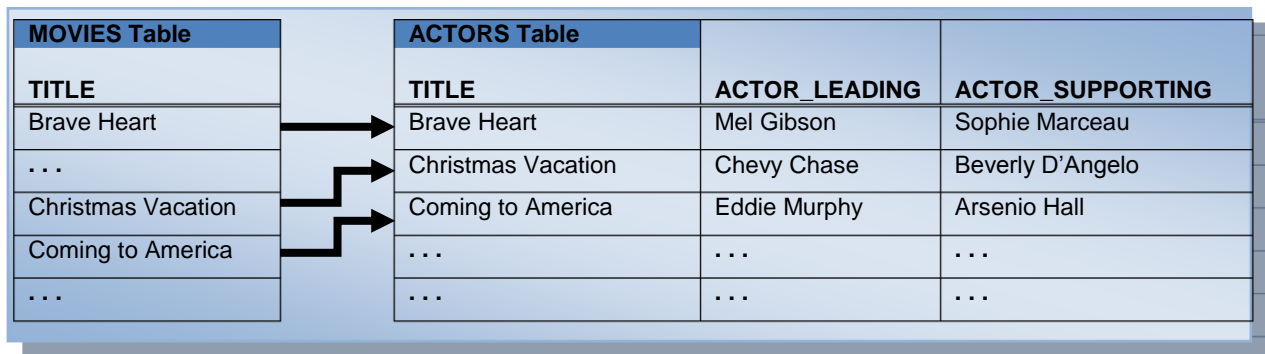 MOVIES Table ACTORS Table
TITLE TITLE ACTOR_LEADING ACTOR_SUPPORTING
Brave Heart Brave Heart Mel Gibson Sophie Marceau
. . . Christmas Vacation Chevy Chase Beverly D’Angelo
Christmas Vacation Coming to America Eddie Murphy Arsenio Hall
Coming to America . . . . . . . . .
. . . . . . . . . . . .